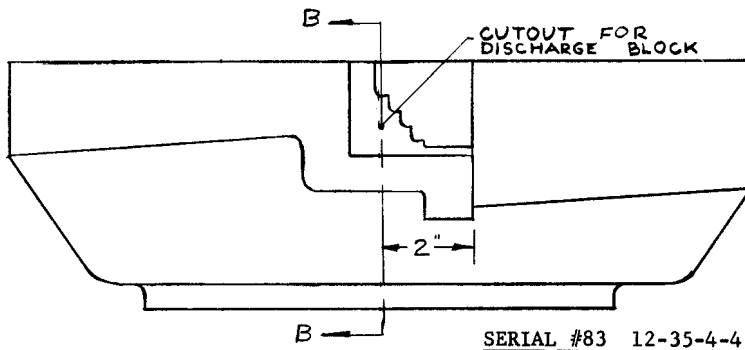 B
CUTOUT FOR
DISCHARGE BLOCK
2"
B
SERIAL #83 12-35-4-4